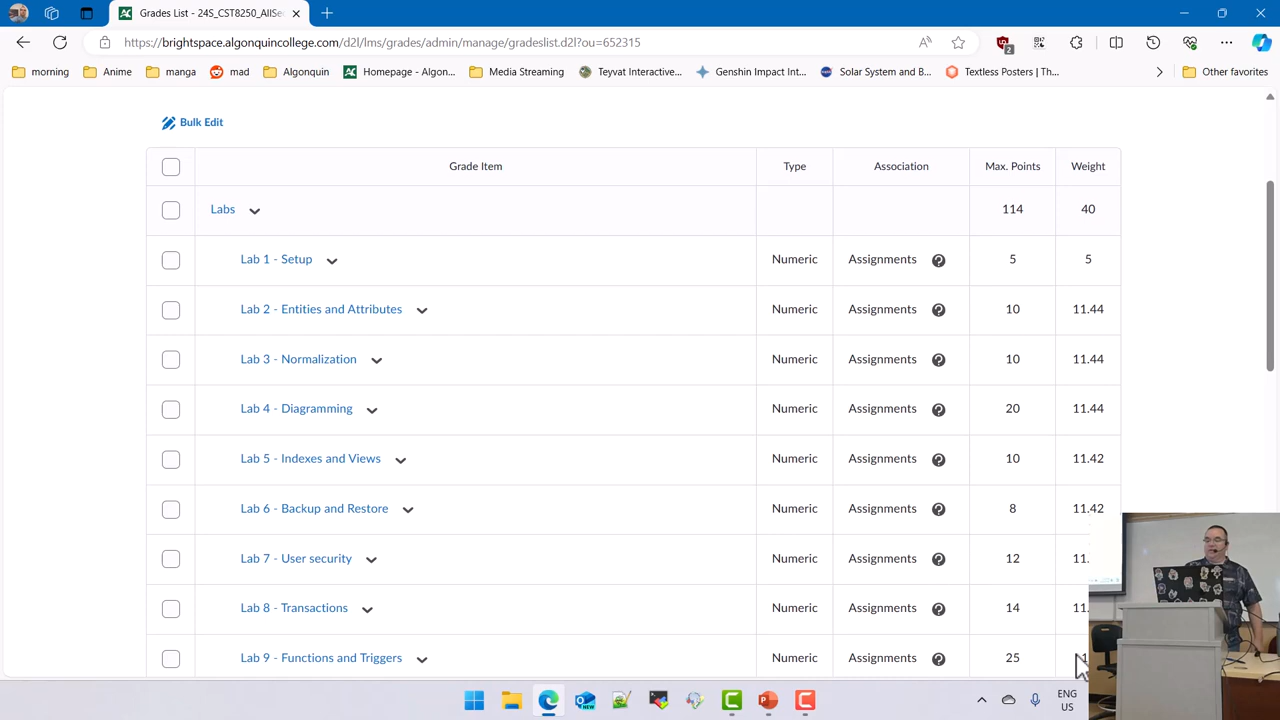 Grades List - 24S_CST8250_AllSe
https://brightspace.algonquincollege.com/d2l/lms/grades/admin/manage/gradeslist.d2l?ou=652315
2
morning Anime manga mad Algonquin Homepage - Algon... Media Streaming Teyvat Interactive... Genshin Impact Int... Solar System and B... Textless Posters | Th... Other favorites
Bulk Edit
Grade Item Type Association Max. Points Weight
Labs 114 40
Lab 1 - Setup Numeric Assignments ? 5 5
Lab 2 - Entities and Attributes Numeric Assignments ? 10 11.44
Lab 3 - Normalization Numeric Assignments ? 10 11.44
Lab 4 - Diagramming Numeric Assignments ? 20 11.44
Lab 5 - Indexes and Views Numeric Assignments ? 10 11.42
Lab 6 - Backup and Restore Numeric Assignments ? 8 11.42
Lab 7 - User security Numeric Assignments ? 12 11.
Lab 8 - Transactions Numeric Assignments ? 14 11.
Lab 9 - Functions and Triggers Numeric Assignments ? 25
ENG
US